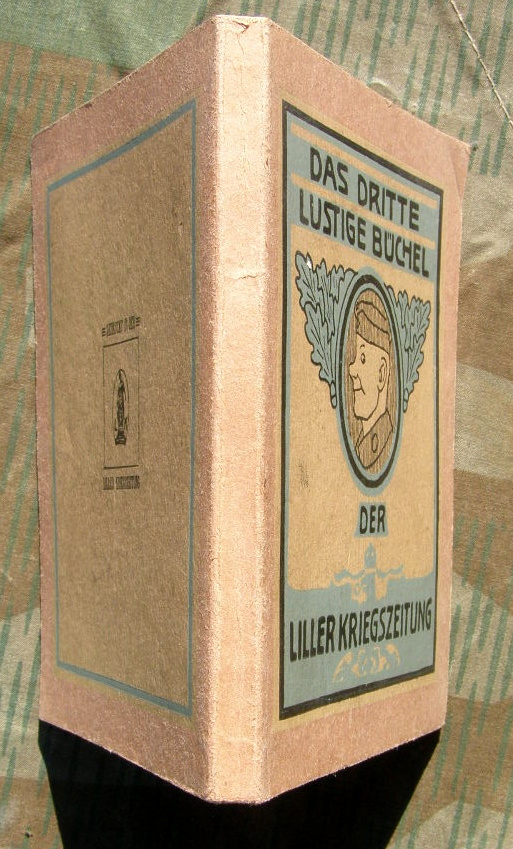 DAS DRITTE
LUSTIGE BÜCHEL
DER
LILLER KRIEGSZEITUNG